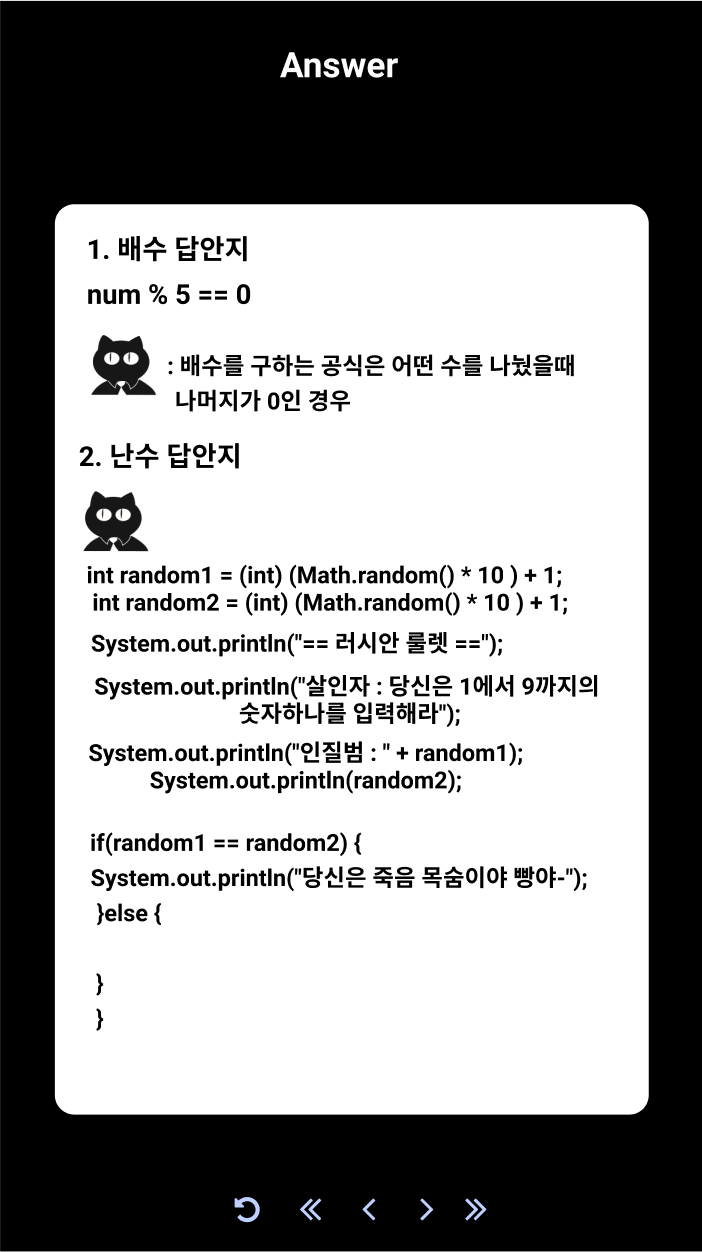 Answer
1. 배수 답안지
num % 5 == 0
: 배수를 구하는 공식은 어떤 수를 나눴을때
나머지가 0인 경우
2. 난수 답안지
int random1 = (int) (Math.random() * 10 ) + 1;
int random2 = (int) (Math.random() * 10 ) + 1;
System.out.println("== 러시안 룰렛 ==");
System.out.println("살인자 : 당신은 1에서 9까지의
숫자하나를 입력해라");
System.out.println("인질범 : " + random1);
System.out.println(random2);
if(random1 == random2) {
System.out.println("당신은 죽음 목숨이야 빵야-");
}else {
}
}